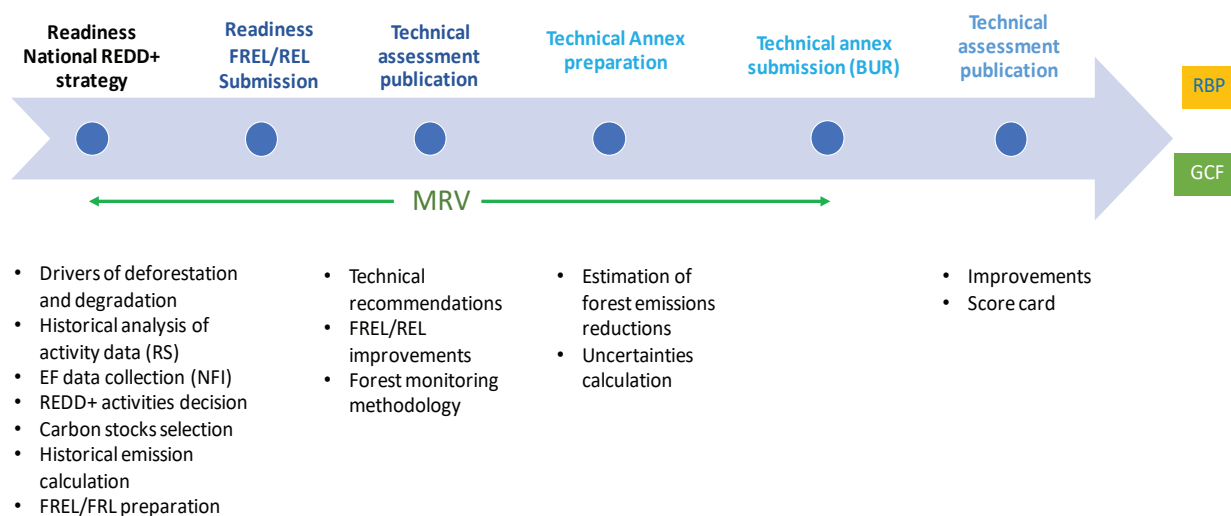 Readiness
National REDD+
strategy
Readiness
FREL/REL
Submission
Technical
assessment
publication
Technical Annex
preparation
Technical annex
submission (BUR)
Technical
assessment
publication
RBP
GCF
MRV
• Drivers of deforestation
and degradation
• Historical analysis of
activity data (RS)
• EF data collection (NFI)
• REDD+ activities decision
• Carbon stocks selection
• Historical emission
calculation
• FREL/FRL preparation
• Technical
recommendations
• FREL/REL
improvements
• Forest monitoring
methodology
• Estimation of
forest emissions
reductions
• Uncertainties
calculation
• Improvements
• Score card